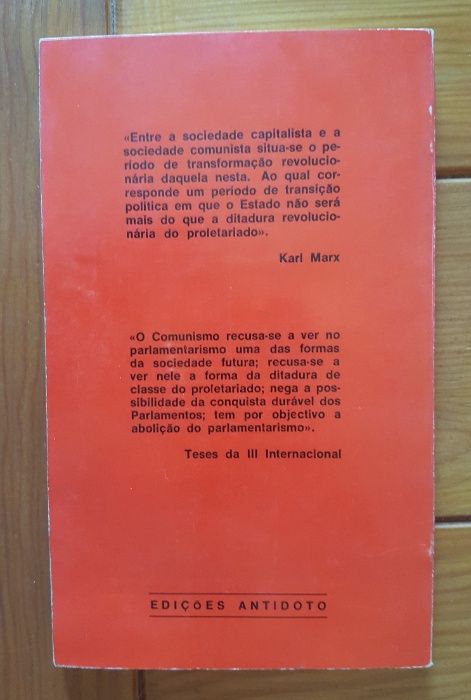 «Entre a sociedade capitalista e a
sociedade comunista situa-se o pe-
ríodo de transformação revolucio-
nária daquela nesta. Ao qual cor-
responde um período de transição
política em que o Estado não será
mais do que a ditadura revolucio-
nária do proletariado».
Karl Marx
«O Comunismo recusa-se a ver no
parlamentarismo uma das formas
da sociedade futura; recusa-se a
ver nele a forma da ditadura de
classe do proletariado; nega a pos-
sibilidade da conquista durável dos
Parlamentos; tem por objectivo a
abolição do parlamentarismo».
Teses da III Internacional
EDIÇÕES ANTIDOTO